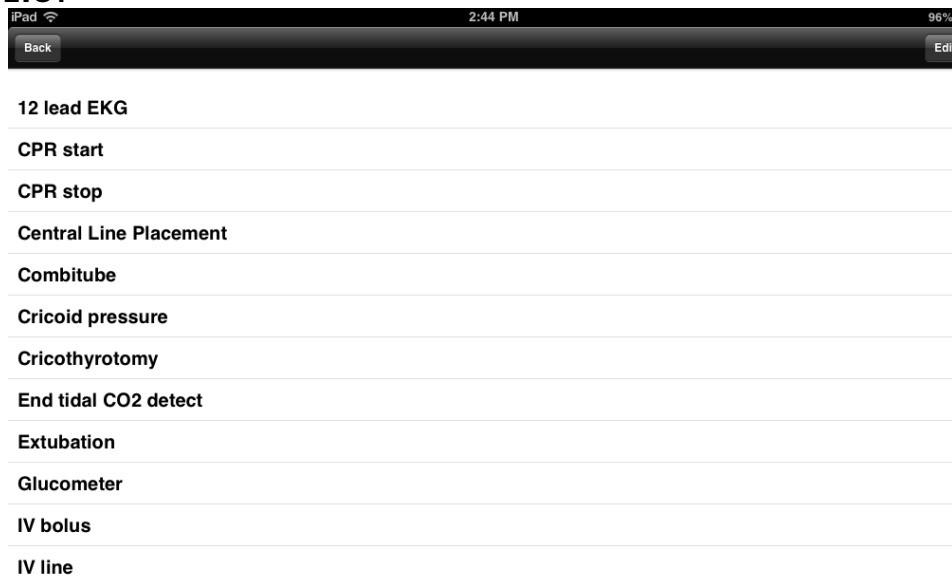 iPad 2:44 PM 96%
Back Edi
12 lead EKG
CPR start
CPR stop
Central Line Placement
Combitube
Cricoid pressure
Cricothyrotomy
End tidal CO2 detect
Extubation
Glucometer
IV bolus
IV line